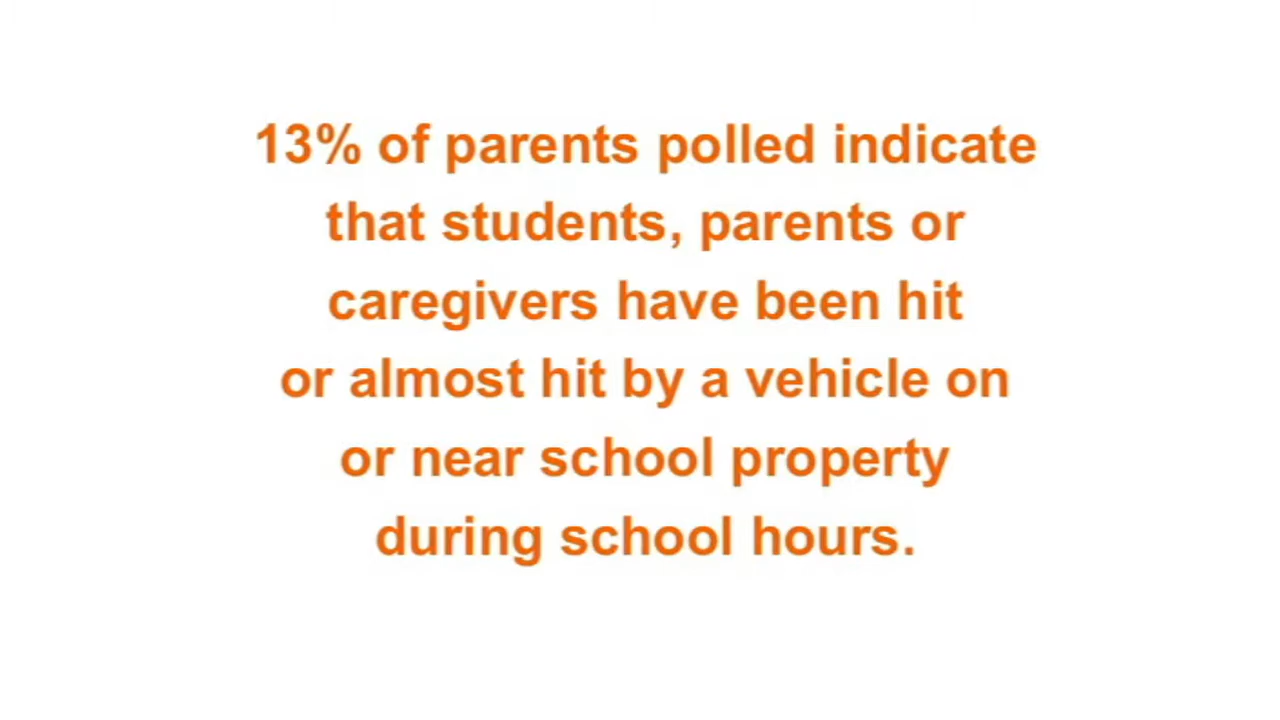 13% of parents polled indicate
that students, parents or
caregivers have been hit
or almost hit by a vehicle on
or near school property
during school hours.